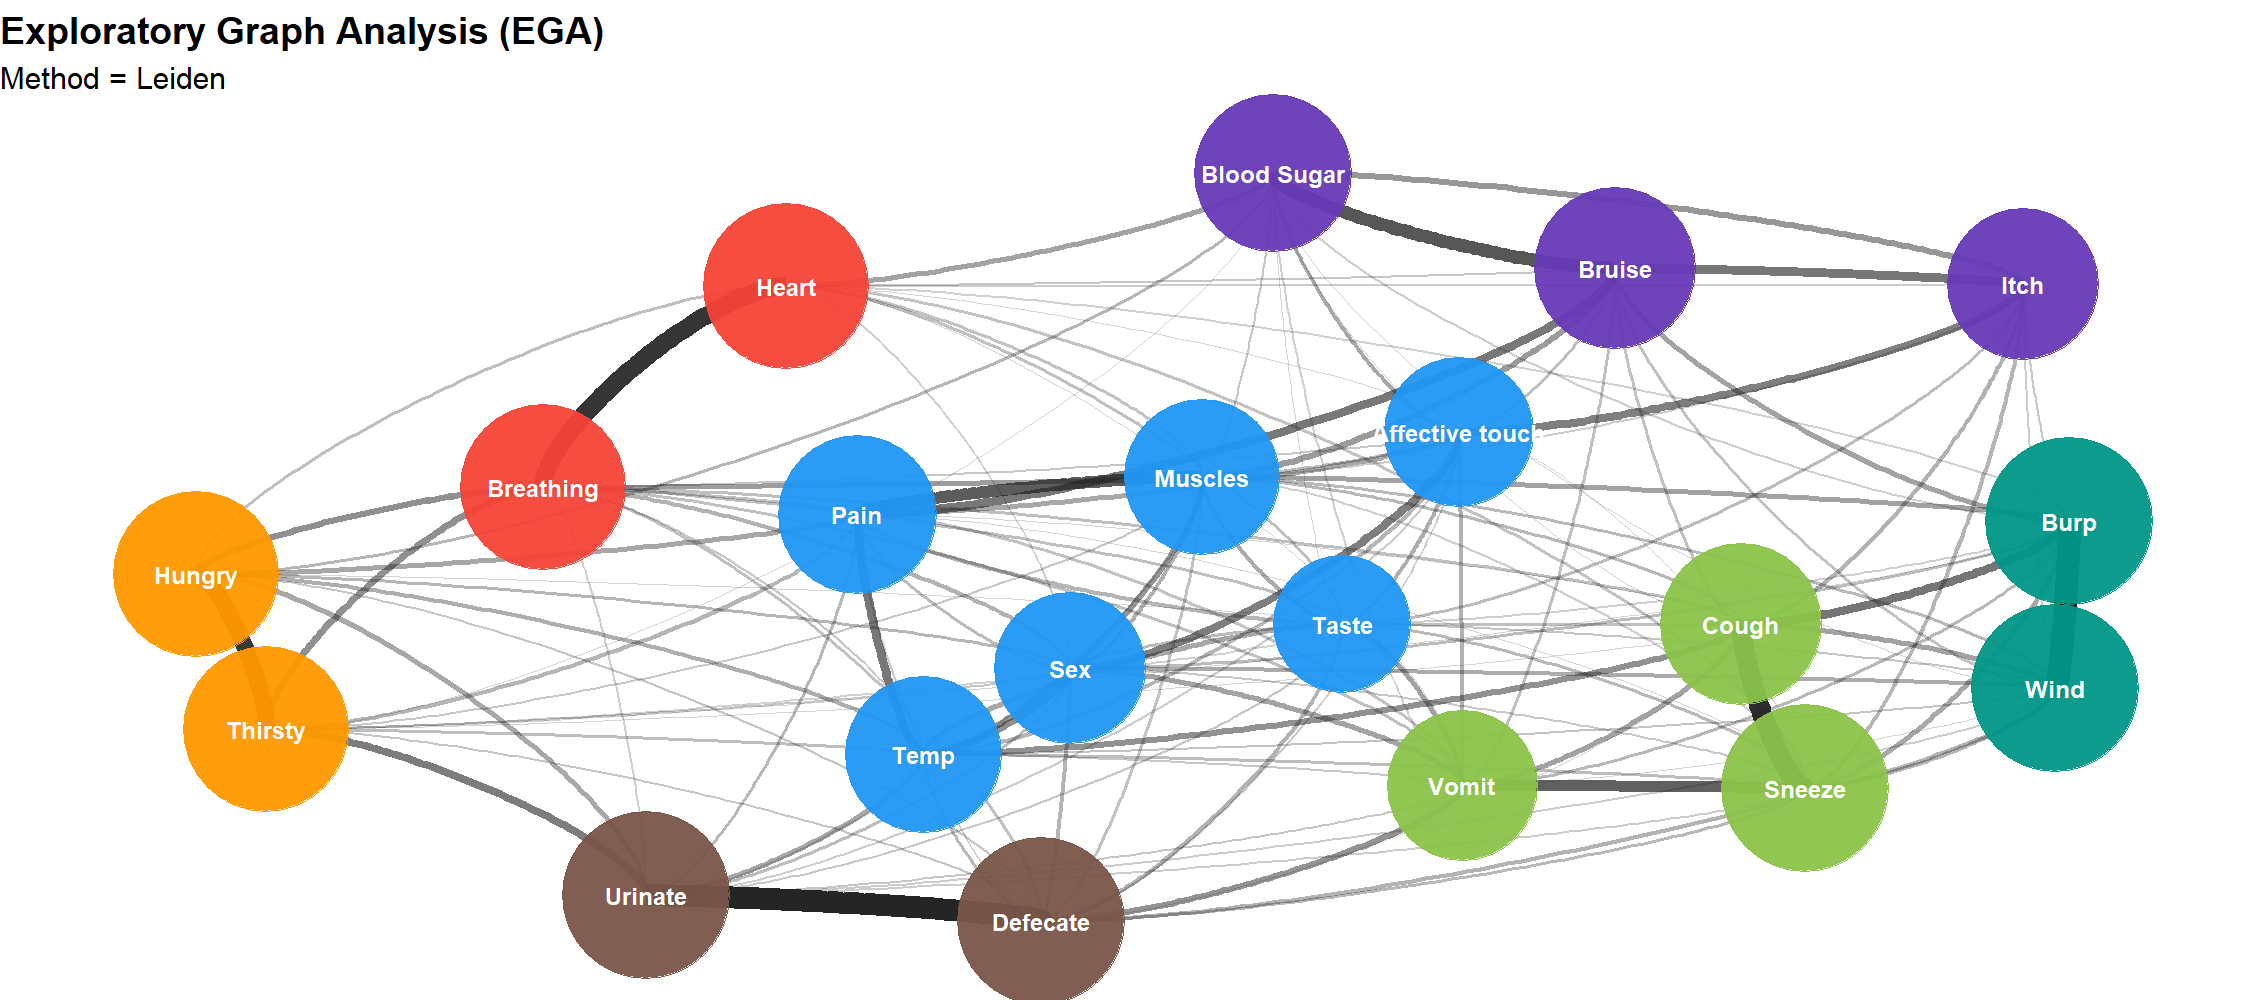 Exploratory Graph Analysis (EGA)
Method = Leiden
Blood Sugar
Bruise
Itch
Heart
Affective touch
Muscles
Breathing
Pain
Burp
Hungry
Taste
Cough
Sex
Wind
Thirsty
Temp
Vomit
Sneeze
Urinate
Defecate